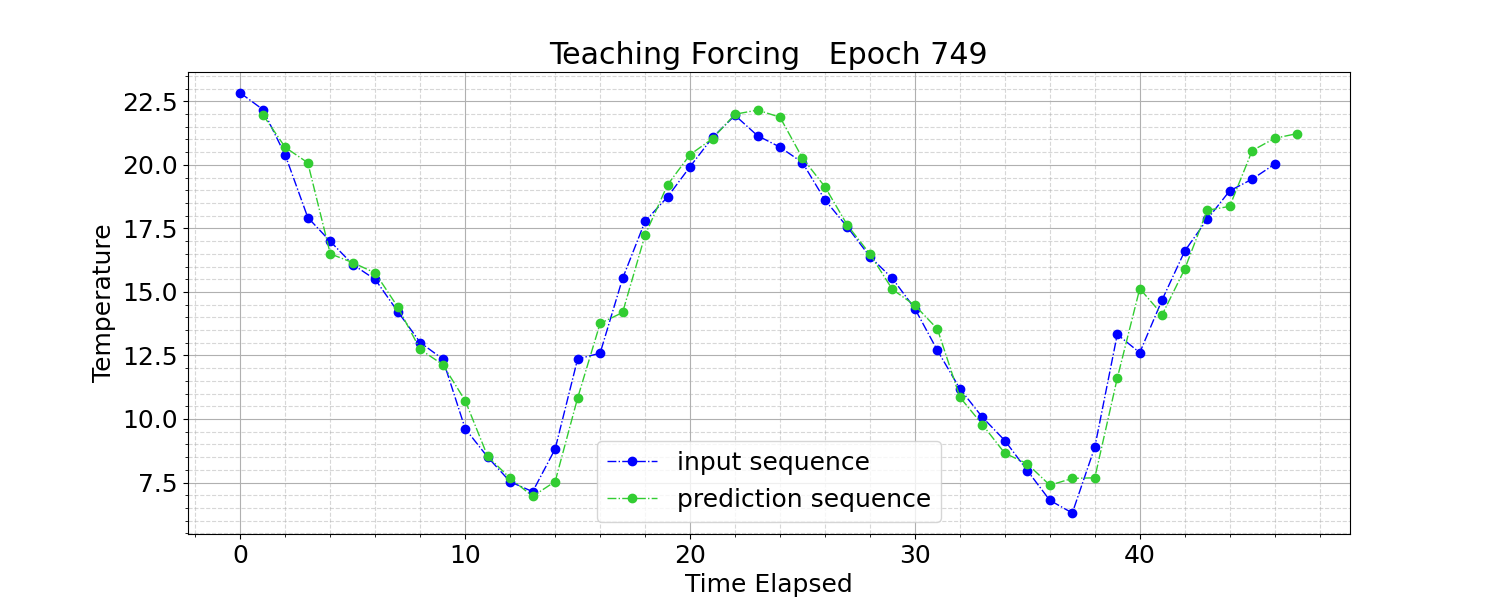 Teaching Forcing   Epoch 749
22.5
20.0
17.5
15.0
12.5
10.0
7.5
Temperature
input sequence
prediction sequence
0 10 20 30 40
Time Elapsed